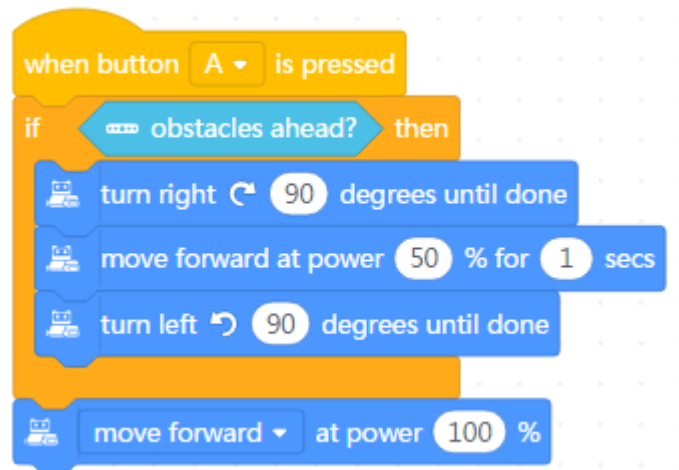 when button A is pressed
if obstacles ahead? then
turn right 90 degrees until done
move forward at power 50 % for 1 secs
turn left 90 degrees until done
move forward at power 100 %